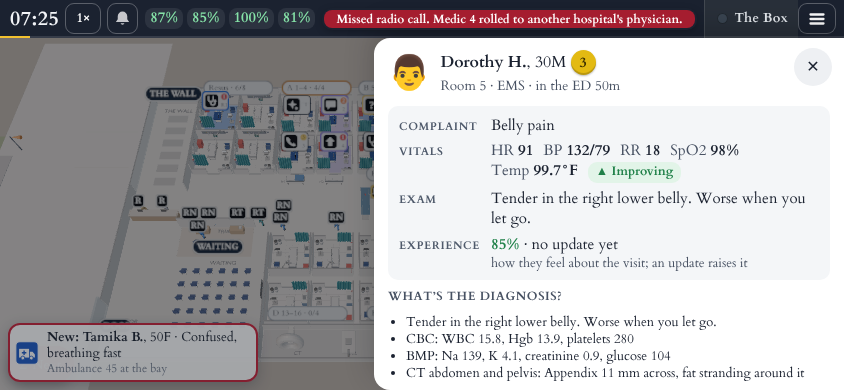 07:25 1× 87% 85% 100% 81% Missed radio call. Medic 4 rolled to another hospital's physician. The Box
Dorothy H., 30M 3
Room 5 · EMS · in the ED 50m
COMPLAINT Belly pain
VITALS HR 91 BP 132/79 RR 18 SpO2 98%
Temp 99.7°F ▲ Improving
EXAM Tender in the right lower belly. Worse when you
let go.
EXPERIENCE 85% · no update yet
how they feel about the visit; an update raises it
WHAT'S THE DIAGNOSIS?
• Tender in the right lower belly. Worse when you let go.
• CBC: WBC 15.8, Hgb 13.9, platelets 280
• BMP: Na 139, K 4.1, creatinine 0.9, glucose 104
• CT abdomen and pelvis: Appendix 11 mm across, fat stranding around it
THE WALL
THE WALL
R R
RN RN RT RT RN
RN RN
WAITING
WAITING
New: Tamika B., 50F · Confused,
breathing fast
Ambulance 45 at the bay